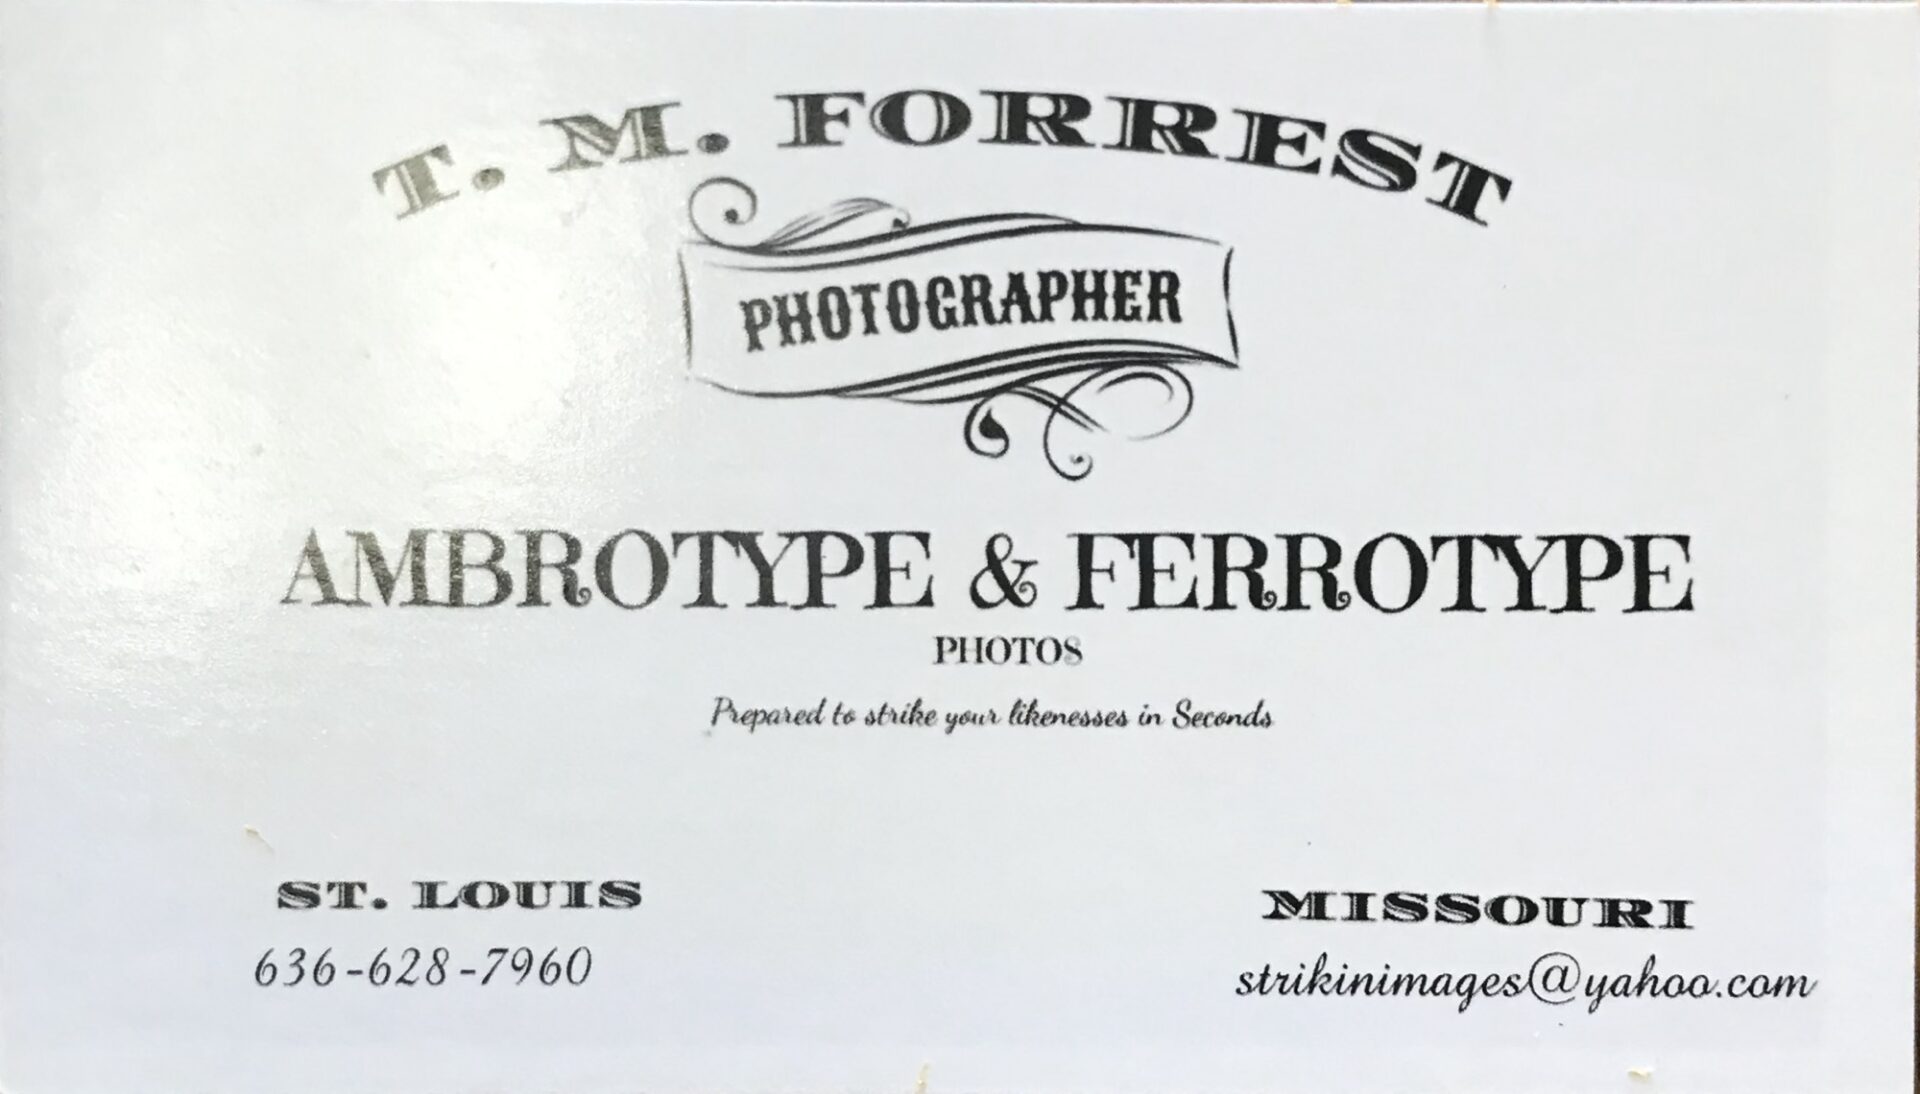 T. M. FORREST
PHOTOGRAPHER
AMBROTYPE & FERROTYPE
PHOTOS
Prepared to strike your likenesses in Seconds
ST. LOUIS
636-628-7960
MISSOURI
strikinimages@yahoo.com